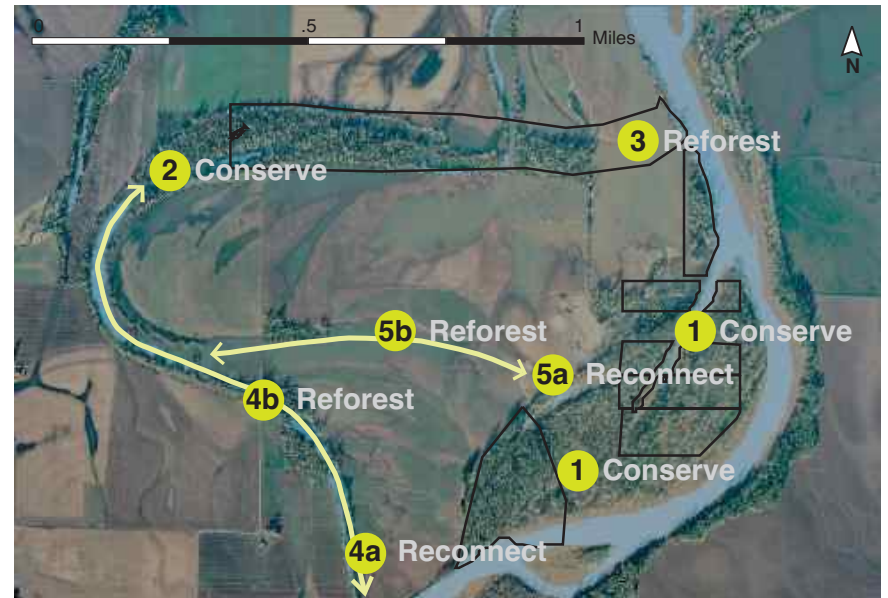 0 .5 1 Miles
N
3 Reforest
2 Conserve
1 Conserve
5b Reforest
5a Reconnect
4b Reforest
1 Conserve
4a Reconnect